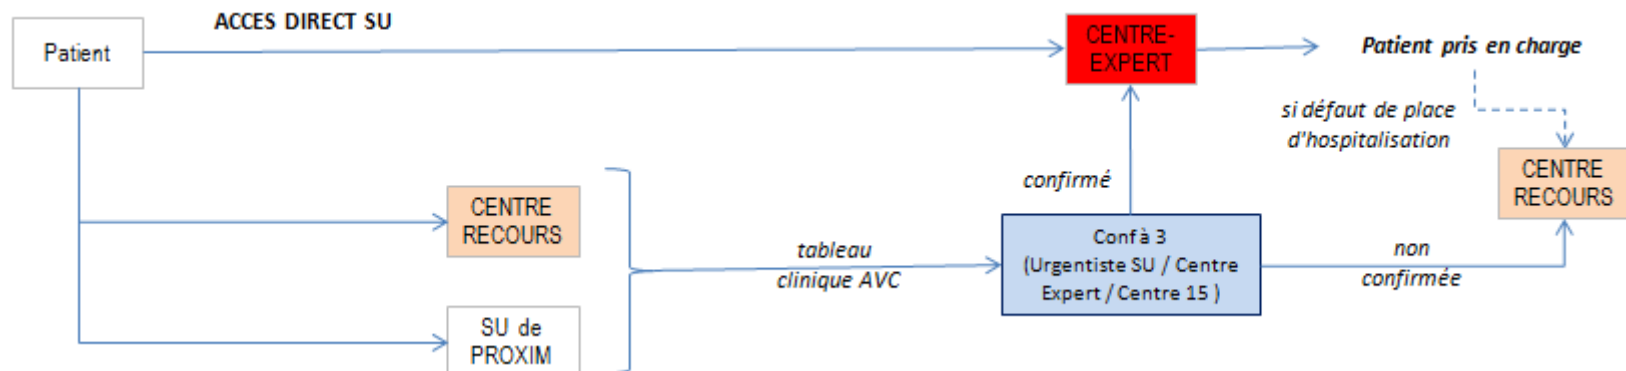 ACCES DIRECT SU
Patient
CENTRE-
EXPERT
Patient pris en charge
si défaut de place
d'hospitalisation
CENTRE
RECOURS
confirmé
CENTRE
RECOURS
tableau
clinique AVC
Conf à 3
(Urgentiste SU / Centre
Expert / Centre 15 )
non
confirmée
SU de
PROXIM